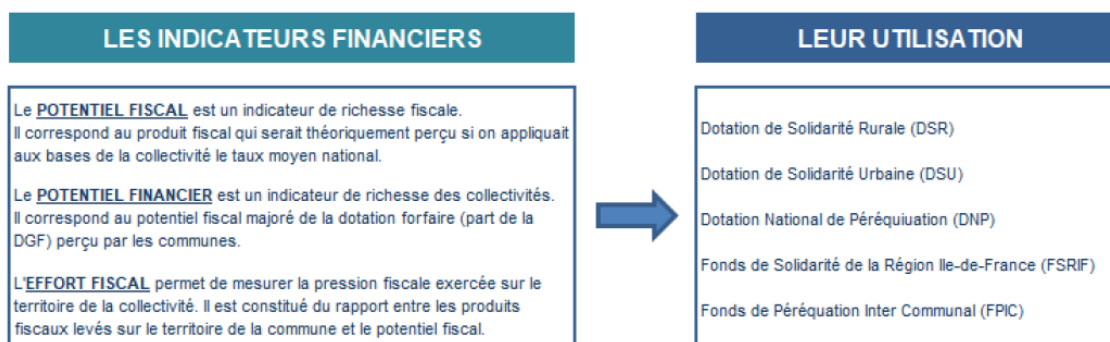 LES INDICATEURS FINANCIERS
Le POTENTIEL FISCAL est un indicateur de richesse fiscale.
Il correspond au produit fiscal qui serait théoriquement perçu si on appliquait
aux bases de la collectivité le taux moyen national.
Le POTENTIEL FINANCIER est un indicateur de richesse des collectivités.
Il correspond au potentiel fiscal majoré de la dotation forfaire (part de la
DGF) perçu par les communes.
L'EFFORT FISCAL permet de mesurer la pression fiscale exercée sur le
territoire de la collectivité. Il est constitué du rapport entre les produits
fiscaux levés sur le territoire de la commune et le potentiel fiscal.
LEUR UTILISATION
Dotation de Solidarité Rurale (DSR)
Dotation de Solidarité Urbaine (DSU)
Dotation National de Péréquiuation (DNP)
Fonds de Solidarité de la Région Ile-de-France (FSRIF)
Fonds de Péréquation Inter Communal (FPIC)